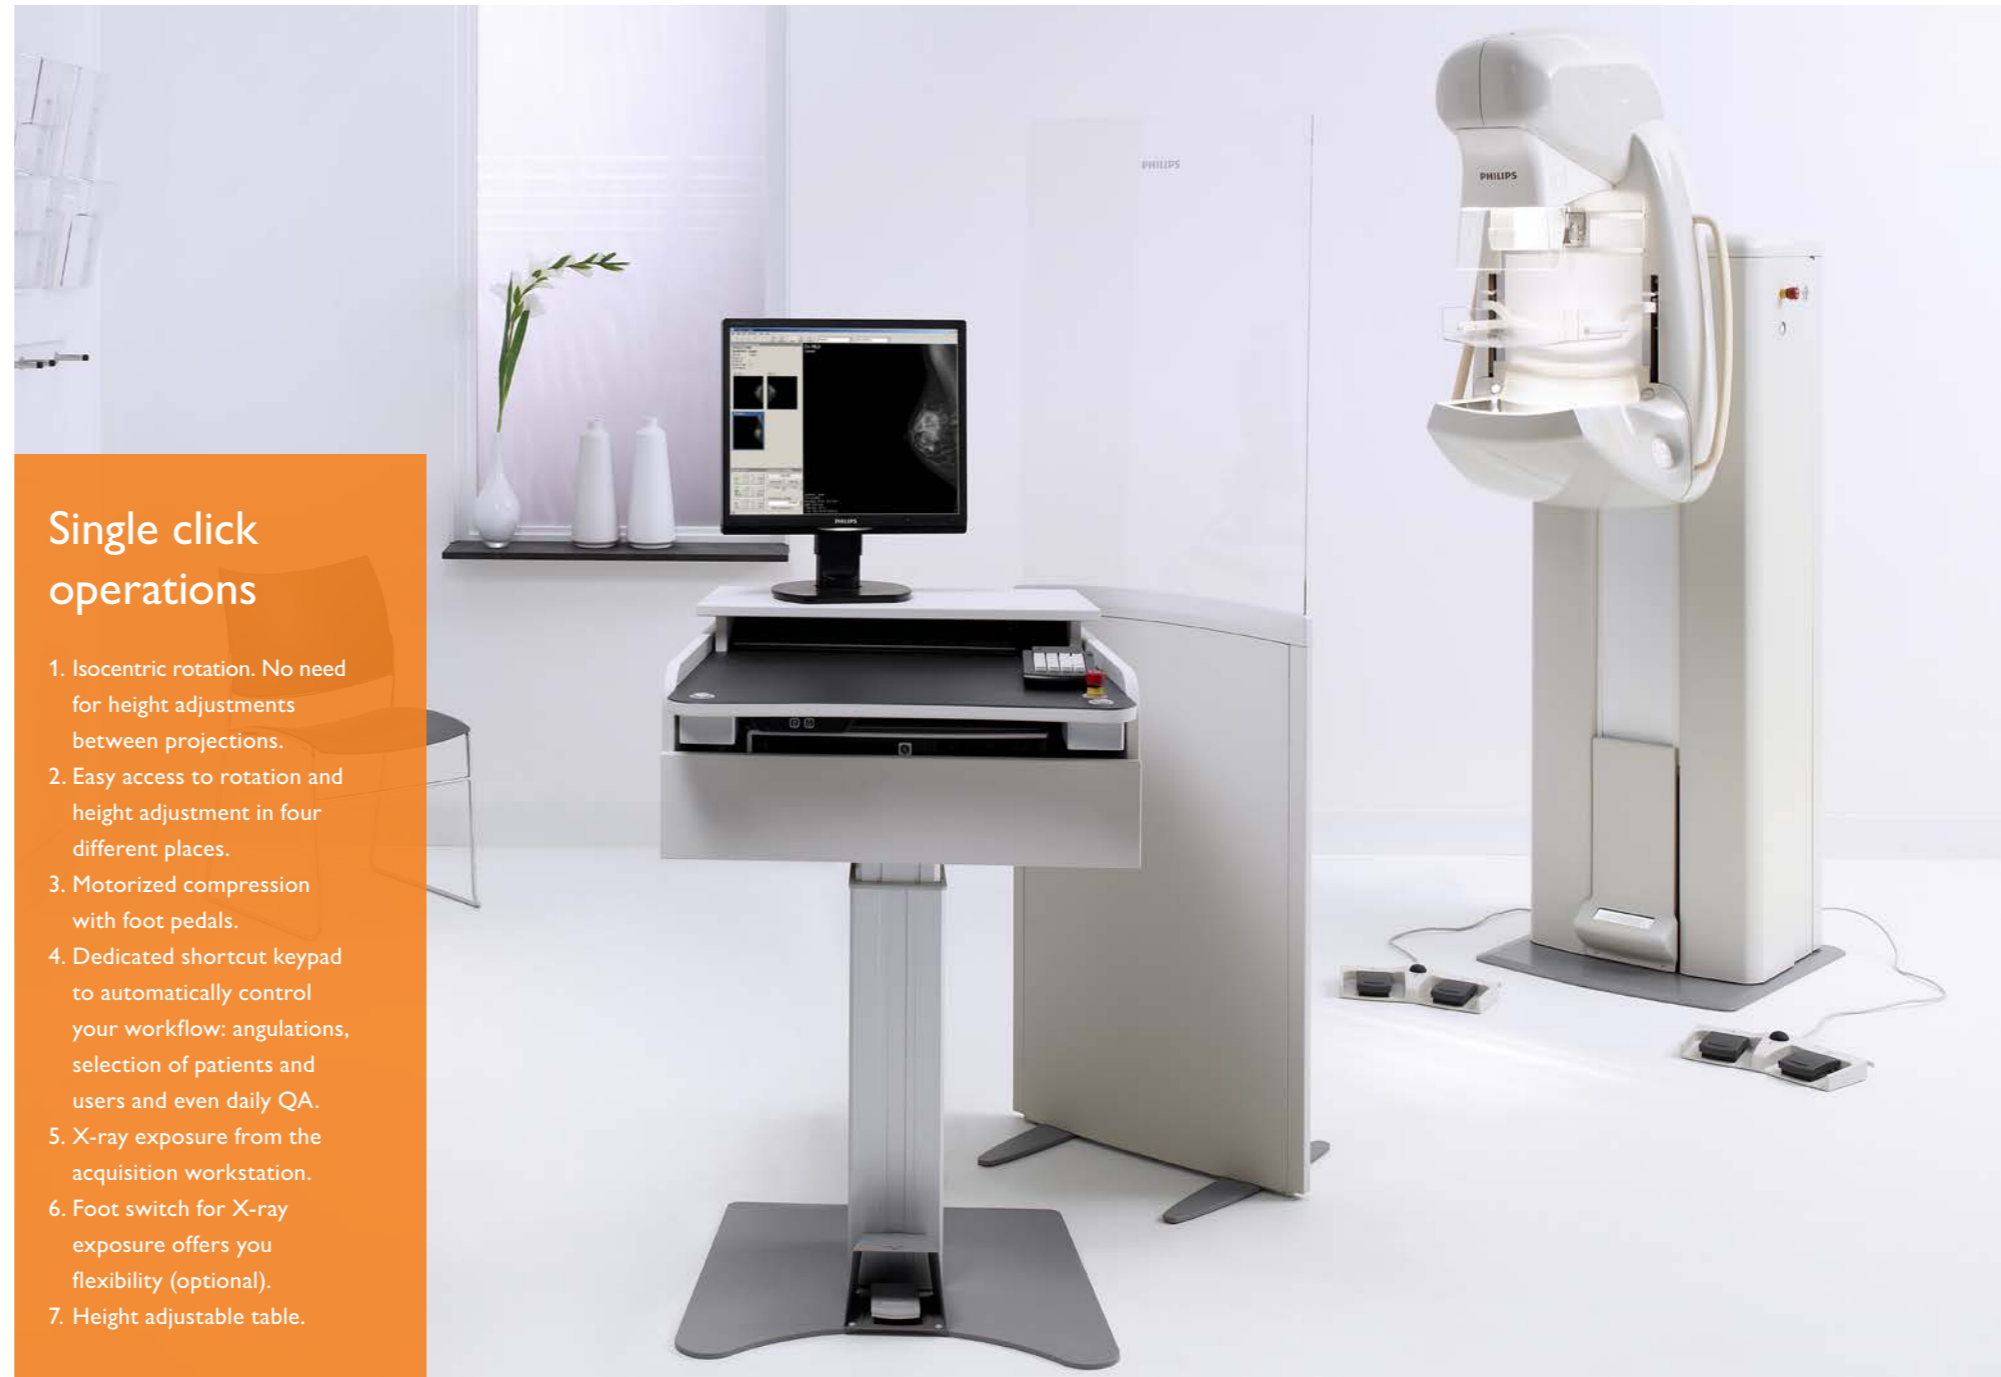 PHILIPS
PHILIPS
PHILIPS
Single click
operations
1. Isocentric rotation. No need
for height adjustments
between projections.
2. Easy access to rotation and
height adjustment in four
different places.
3. Motorized compression
with foot pedals.
4. Dedicated shortcut keypad
to automatically control
your workflow: angulations,
selection of patients and
users and even daily QA.
5. X-ray exposure from the
acquisition workstation.
6. Foot switch for X-ray
exposure offers you
flexibility (optional).
7. Height adjustable table.